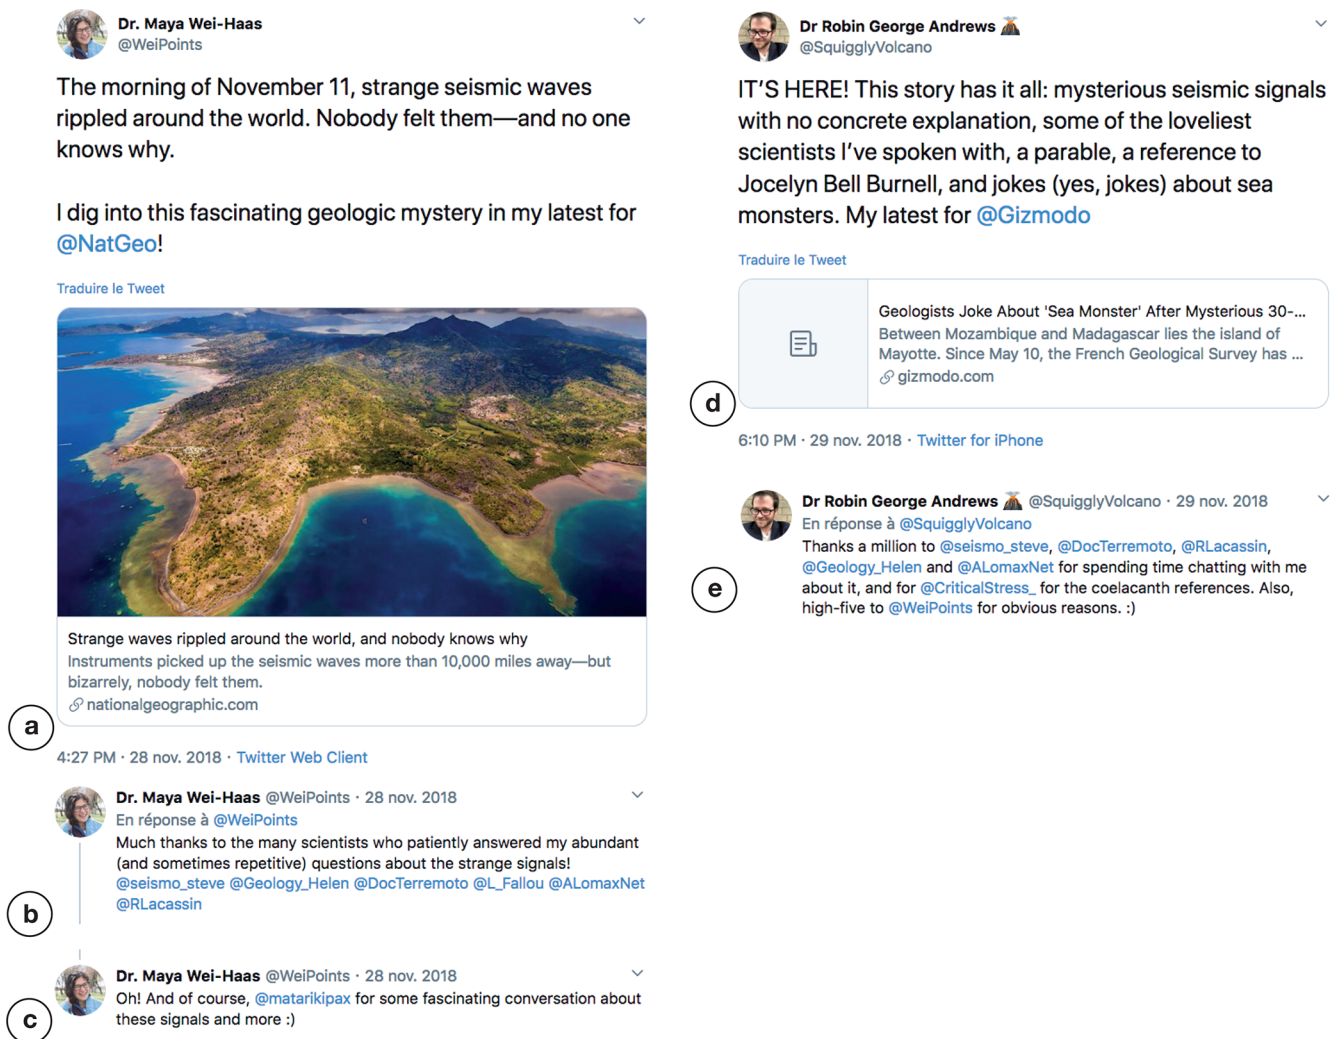 Dr. Maya Wei-Haas
@WeiPoints
The morning of November 11, strange seismic waves
rippled around the world. Nobody felt them—and no one
knows why.
I dig into this fascinating geologic mystery in my latest for
@NatGeo!
Traduire le Tweet
Strange waves rippled around the world, and nobody knows why
Instruments picked up the seismic waves more than 10,000 miles away—but
bizarrely, nobody felt them.
nationalgeographic.com
a
4:27 PM · 28 nov. 2018 · Twitter Web Client
Dr. Maya Wei-Haas @WeiPoints · 28 nov. 2018
En réponse à @WeiPoints
Much thanks to the many scientists who patiently answered my abundant
(and sometimes repetitive) questions about the strange signals!
@seismo_steve @Geology_Helen @DocTerremoto @L_Fallou @ALomaxNet
@RLacassin
b
Dr. Maya Wei-Haas @WeiPoints · 28 nov. 2018
Oh! And of course, @matarikipax for some fascinating conversation about
these signals and more :)
c
Dr Robin George Andrews 🌋
@SquigglyVolcano
IT'S HERE! This story has it all: mysterious seismic signals
with no concrete explanation, some of the loveliest
scientists I've spoken with, a parable, a reference to
Jocelyn Bell Burnell, and jokes (yes, jokes) about sea
monsters. My latest for @Gizmodo
Traduire le Tweet
Geologists Joke About 'Sea Monster' After Mysterious 30-...
Between Mozambique and Madagascar lies the island of
Mayotte. Since May 10, the French Geological Survey has ...
gizmodo.com
d
6:10 PM · 29 nov. 2018 · Twitter for iPhone
Dr Robin George Andrews 🌋 @SquigglyVolcano · 29 nov. 2018
En réponse à @SquigglyVolcano
Thanks a million to @seismo_steve, @DocTerremoto, @RLacassin,
@Geology_Helen and @ALomaxNet for spending time chatting with me
about it, and for @CriticalStress_ for the coelacanth references. Also,
high-five to @WeiPoints for obvious reasons. :)
e